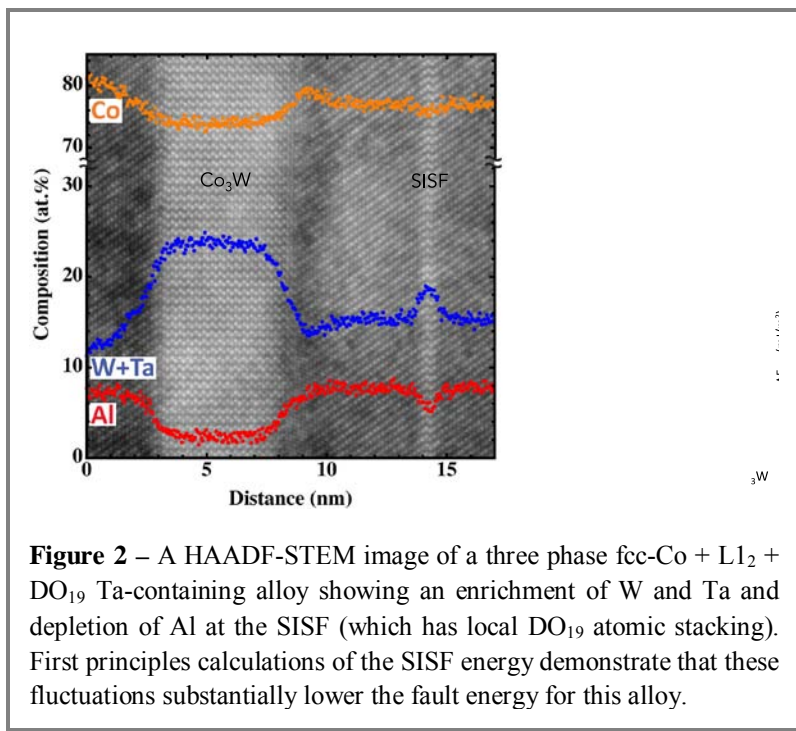 80
Co
70
Co₃W
SISF
30
Composition (at.%)
20
10
W+Ta
Al
0
0
5
10
15
Distance (nm)
₃W
Figure 2 – A HAADF-STEM image of a three phase fcc-Co + L1₂ +
DO₁₉ Ta-containing alloy showing an enrichment of W and Ta and
depletion of Al at the SISF (which has local DO₁₉ atomic stacking).
First principles calculations of the SISF energy demonstrate that these
fluctuations substantially lower the fault energy for this alloy.